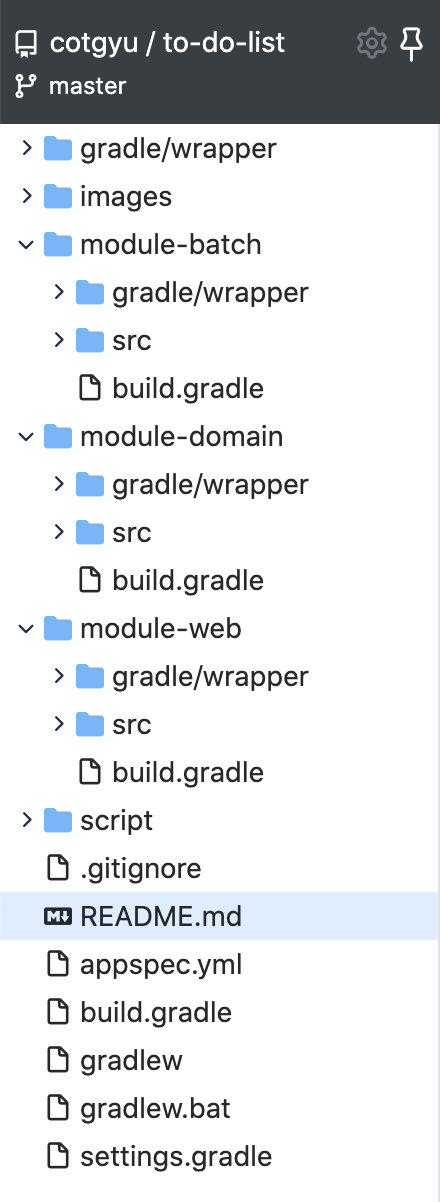 cotgyu / to-do-list
master
gradle/wrapper
images
module-batch
gradle/wrapper
src
build.gradle
module-domain
gradle/wrapper
src
build.gradle
module-web
gradle/wrapper
src
build.gradle
script
.gitignore
README.md
appspec.yml
build.gradle
gradlew
gradlew.bat
settings.gradle